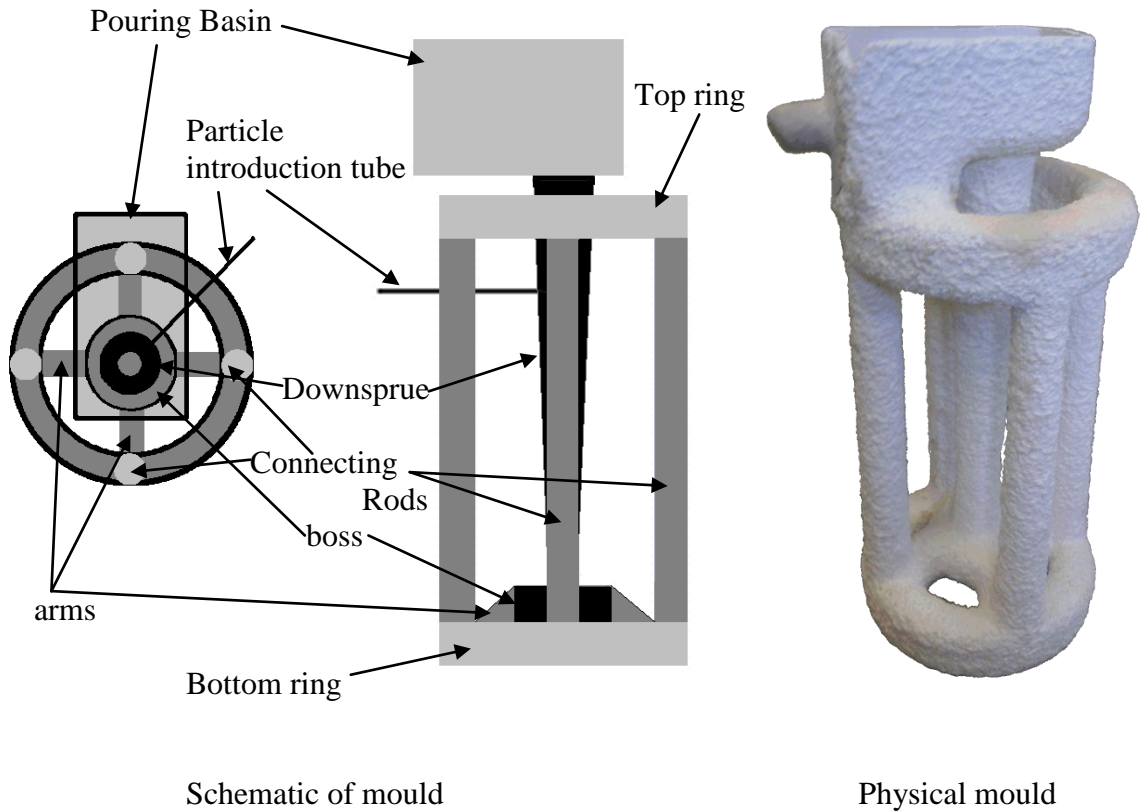 Pouring Basin
Top ring
Particle
introduction tube
Downsprue
Connecting
Rods
boss
arms
Bottom ring
Schematic of mould
Physical mould